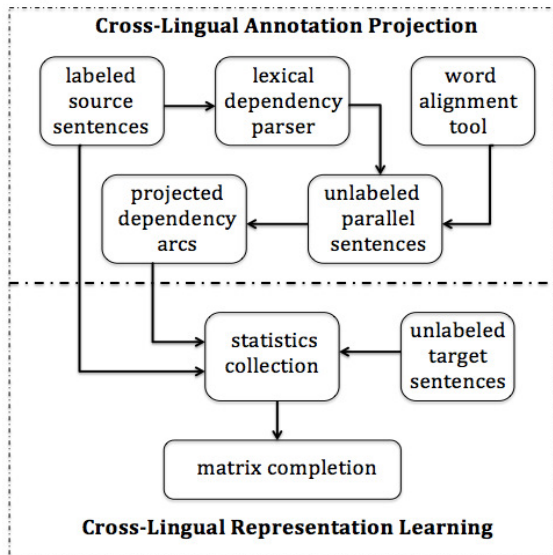 Cross-Lingual Annotation Projection
labeled
source
sentences
lexical
dependency
parser
word
alignment
tool
projected
dependency
arcs
unlabeled
parallel
sentences
statistics
collection
unlabeled
target
sentences
matrix completion
Cross-Lingual Representation Learning